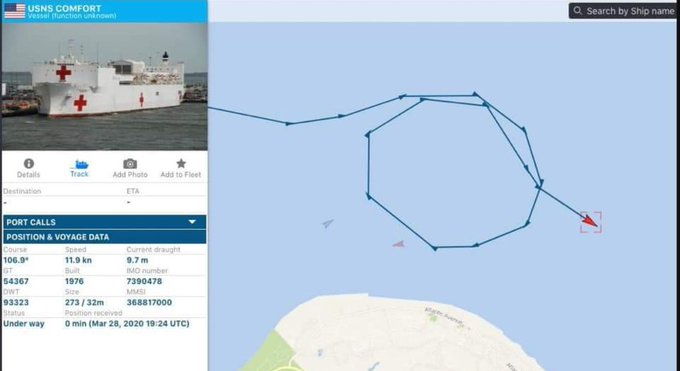 USNS COMFORT
Vessel (function unknown)
Search by Ship name
Details
Track
Add Photo
Add to Fleet
Destination
ETA
-
-
PORT CALLS
POSITION & VOYAGE DATA
Course
Speed
Current draught
106.9°
11.9 kn
9.7 m
GT
Built
IMO number
54367
1976
7390478
DWT
Size
MMSI
93323
273 / 32m
368817000
Status
Position received
Under way
0 min (Mar 28, 2020 19:24 UTC)
Atlantic Avenue